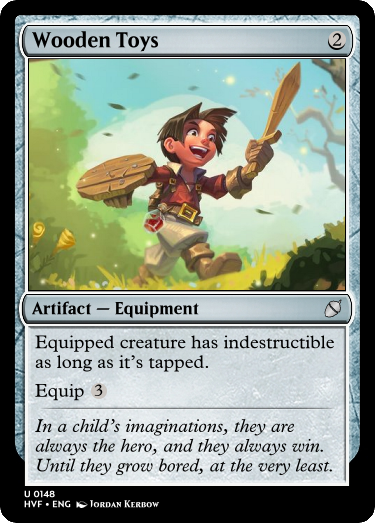 Wooden Toys 2
Artifact — Equipment
Equipped creature has indestructible
as long as it's tapped.
Equip 3
In a child's imaginations, they are
always the hero, and they always win.
Until they grow bored, at the very least.
U 0148
HVF • ENG Jordan Kerbow